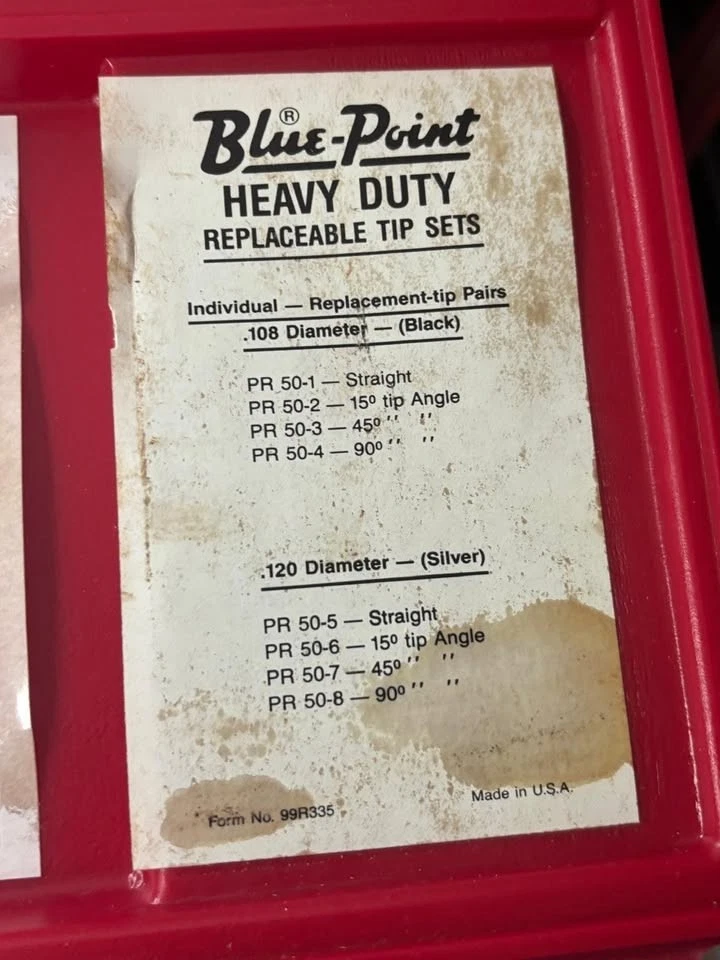 Blue-Point®
HEAVY DUTY
REPLACEABLE TIP SETS
Individual — Replacement-tip Pairs
.108 Diameter — (Black)
PR 50-1 — Straight
PR 50-2 — 15º tip Angle
PR 50-3 — 45º '' ''
PR 50-4 — 90º '' ''
.120 Diameter — (Silver)
PR 50-5 — Straight
PR 50-6 — 15º tip Angle
PR 50-7 — 45º '' ''
PR 50-8 — 90º '' ''
Form No. 99R335
Made in U.S.A.